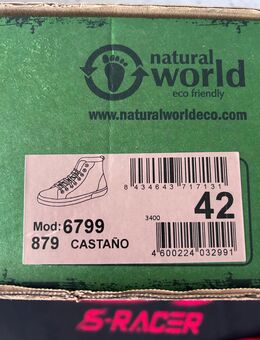 natural
world
eco friendly
www.naturalworldeco.com
8 434643 717131
42
Mod: 6799
3400
879 CASTAÑO
4 600224 032991
S-RACER